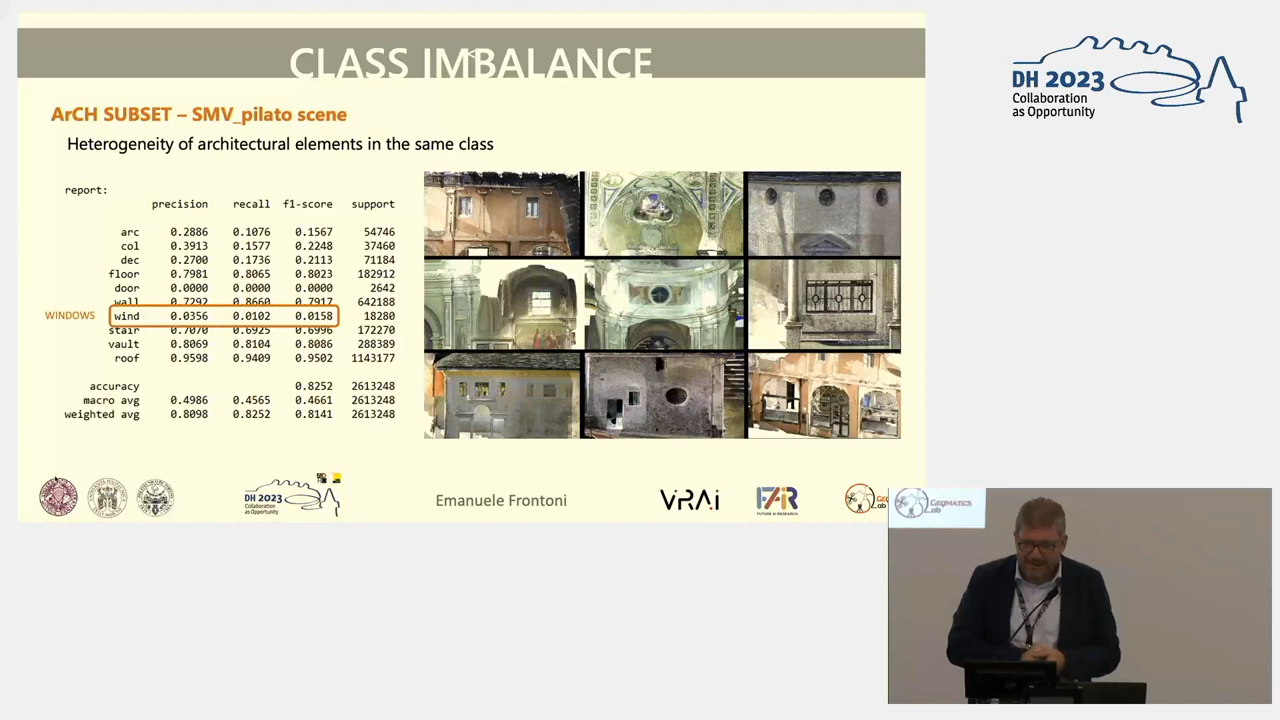 CLASS IMBALANCE
ArCH SUBSET – SMV_pilato scene
Heterogeneity of architectural elements in the same class
report:
precision recall f1-score support
arc 0.2886 0.1076 0.1567 54746
col 0.3913 0.1577 0.2248 37460
dec 0.2700 0.1736 0.2113 71184
floor 0.7981 0.8065 0.8023 182912
door 0.0000 0.0000 0.0000 2642
wall 0.7292 0.8660 0.7917 642188
WINDOWS wind 0.0356 0.0102 0.0158 18280
stair 0.7070 0.6925 0.6996 172270
vault 0.8069 0.8104 0.8086 288389
roof 0.9598 0.9409 0.9502 1143177
accuracy 0.8252 2613248
macro avg 0.4986 0.4565 0.4661 2613248
weighted avg 0.8098 0.8252 0.8141 2613248
DH 2023
Collaboration
as Opportunity
Emanuele Frontoni
VRAi
FAIR
FUTURE AI RESEARCH
DH 2023
Collaboration
as Opportunity
GEOMATICS
Lab